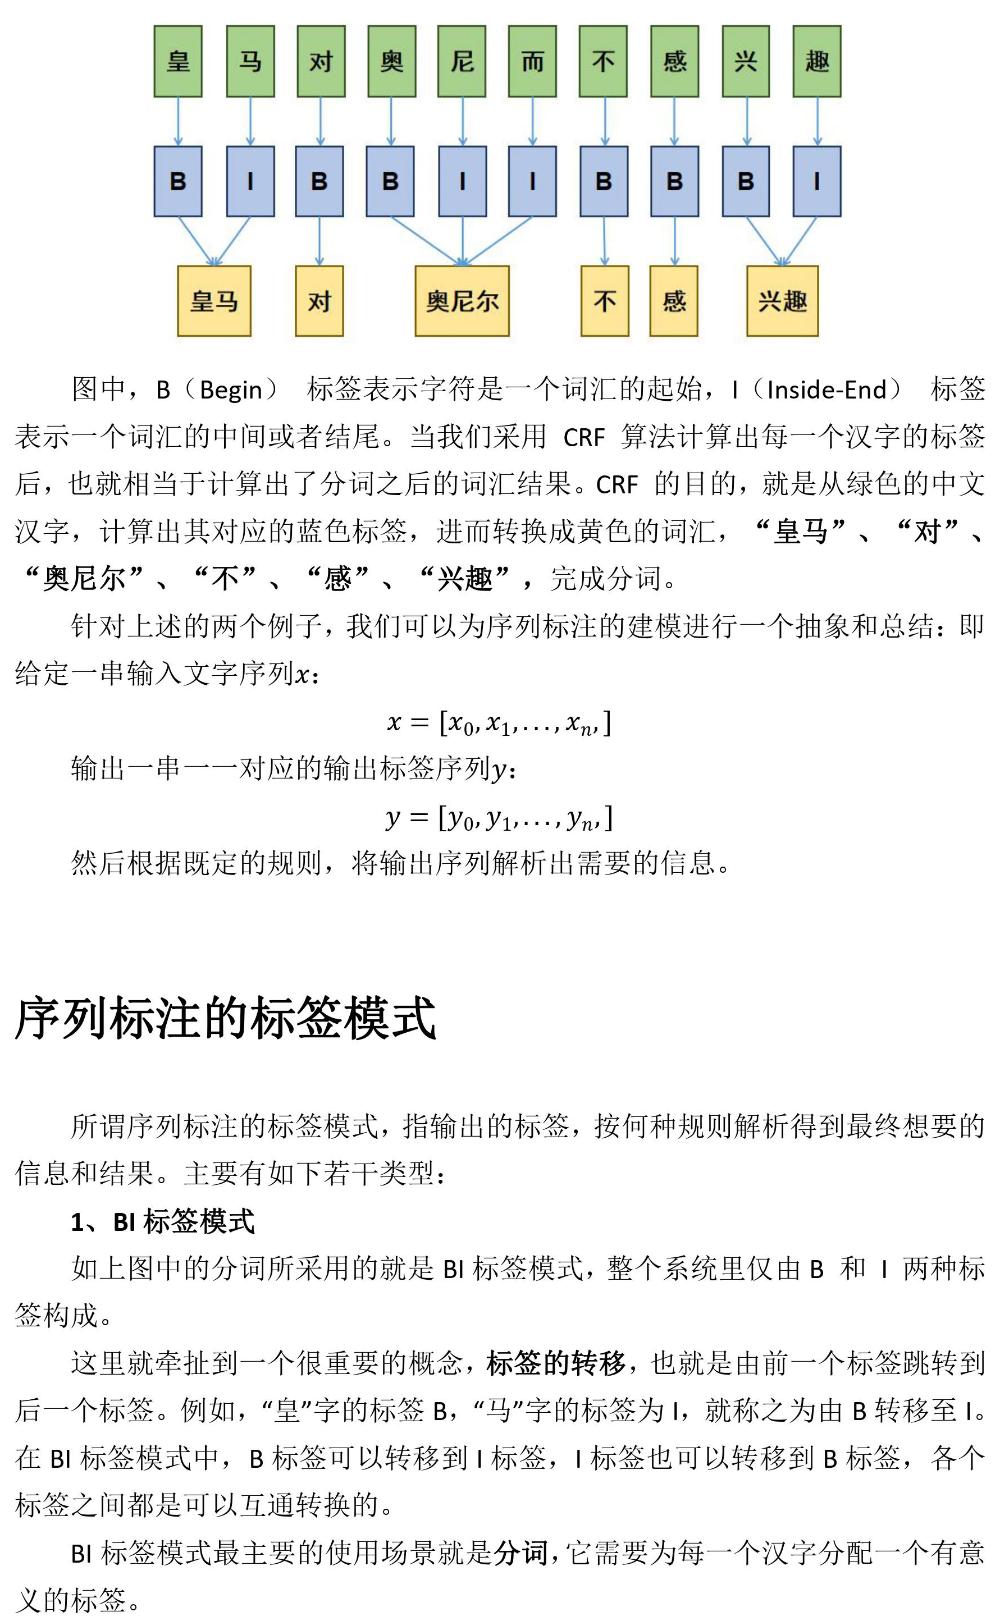 皇 马 对 奥 尼 而 不 感 兴 趣
B I B B I I B B B I
皇马 对 奥尼尔 不 感 兴趣
图中，B（Begin） 标签表示字符是一个词汇的起始，I（Inside-End） 标签
表示一个词汇的中间或者结尾。当我们采用 CRF 算法计算出每一个汉字的标签
后，也就相当于计算出了分词之后的词汇结果。CRF 的目的，就是从绿色的中文
汉字，计算出其对应的蓝色标签，进而转换成黄色的词汇，“皇马”、“对”、
“奥尼尔”、“不”、“感”、“兴趣”，完成分词。
针对上述的两个例子，我们可以为序列标注的建模进行一个抽象和总结：即
给定一串输入文字序列x：
x = [x₀, x₁, . . . , xₙ, ]
输出一串一一对应的输出标签序列y：
y = [y₀, y₁, . . . , yₙ, ]
然后根据既定的规则，将输出序列解析出需要的信息。
序列标注的标签模式
所谓序列标注的标签模式，指输出的标签，按何种规则解析得到最终想要的
信息和结果。主要有如下若干类型：
1、BI 标签模式
如上图中的分词所采用的就是 BI 标签模式，整个系统里仅由 B 和 I 两种标
签构成。
这里就牵扯到一个很重要的概念，标签的转移，也就是由前一个标签跳转到
后一个标签。例如，“皇”字的标签 B，“马”字的标签为 I，就称之为由 B 转移至 I。
在 BI 标签模式中，B 标签可以转移到 I 标签，I 标签也可以转移到 B 标签，各个
标签之间都是可以互通转换的。
BI 标签模式最主要的使用场景就是分词，它需要为每一个汉字分配一个有意
义的标签。